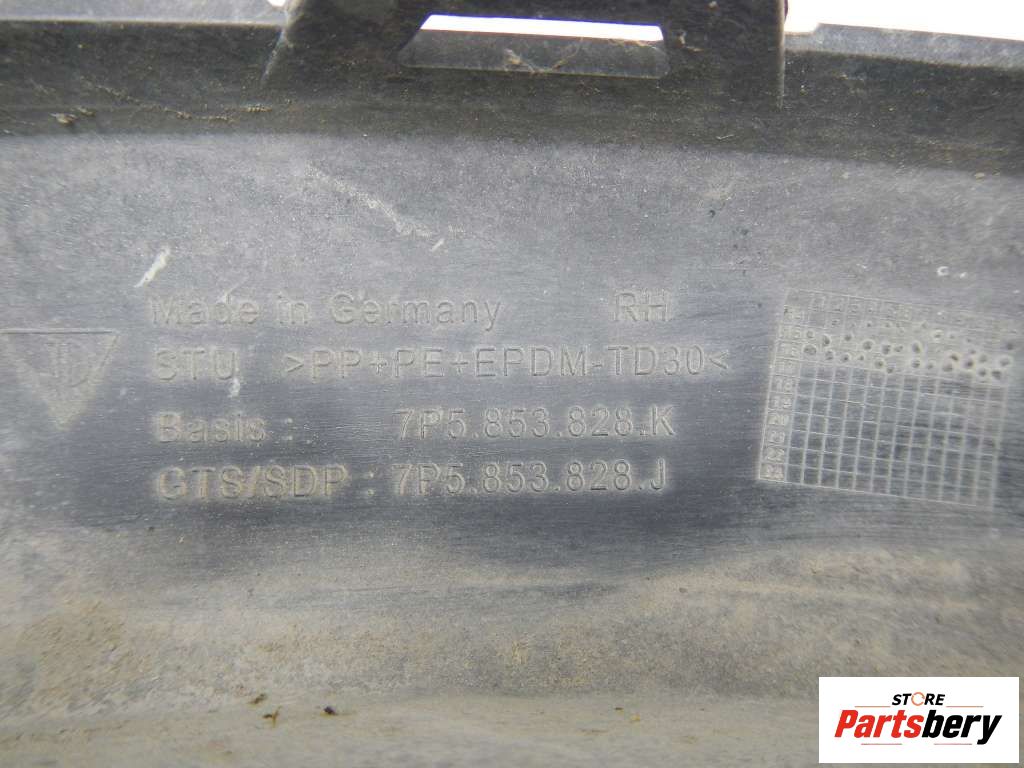 Made in Germany RH
STU >PP+PE+EPDM-TD30<
Basis : 7P5.853.828.K
GTS/SDP : 7P5.853.828.J
STORE
Partsbery